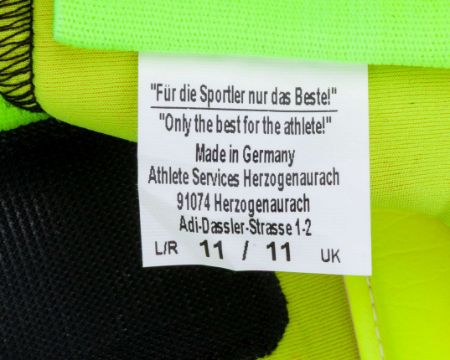 "Für die Sportler nur das Beste!"
"Only the best for the athlete!"
Made in Germany
Athlete Services Herzogenaurach
91074 Herzogenaurach
Adi-Dassler-Strasse 1-2
L/R 11 / 11 UK